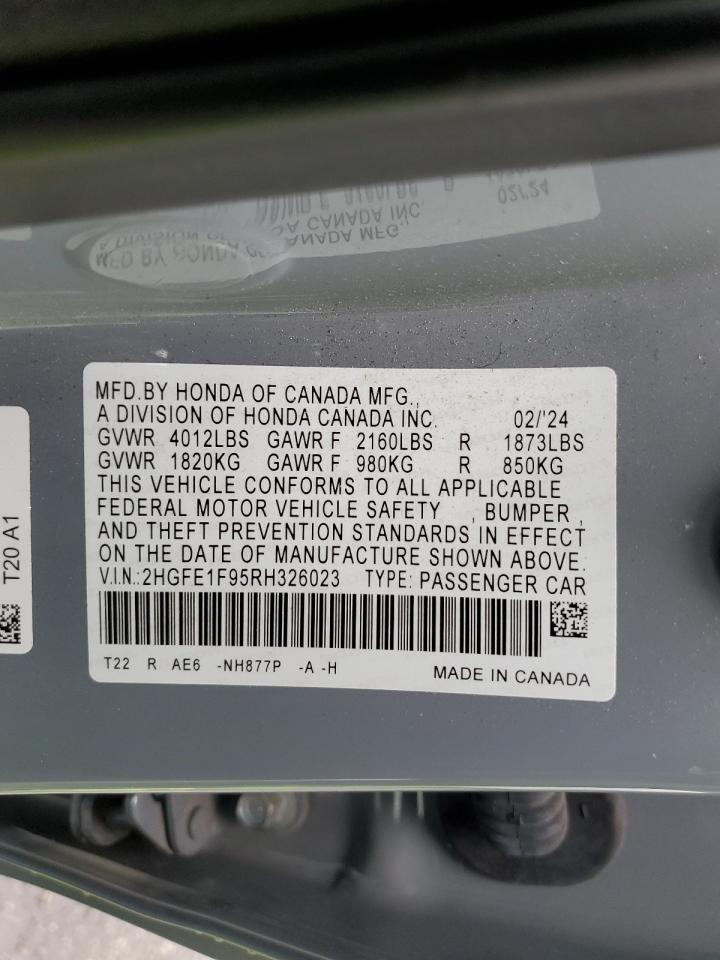 MFD.BY HONDA OF CANADA MFG.,
A DIVISION OF HONDA CANADA INC. 02/'24
GVWR 4012LBS GAWR F 2160LBS R 1873LBS
GVWR 1820KG GAWR F 980KG R 850KG
THIS VEHICLE CONFORMS TO ALL APPLICABLE
FEDERAL MOTOR VEHICLE SAFETY , BUMPER ,
AND THEFT PREVENTION STANDARDS IN EFFECT
ON THE DATE OF MANUFACTURE SHOWN ABOVE.
V.I.N.: 2HGFE1F95RH326023 TYPE: PASSENGER CAR
T22 R AE6 -NH877P -A -H MADE IN CANADA
T20 A1